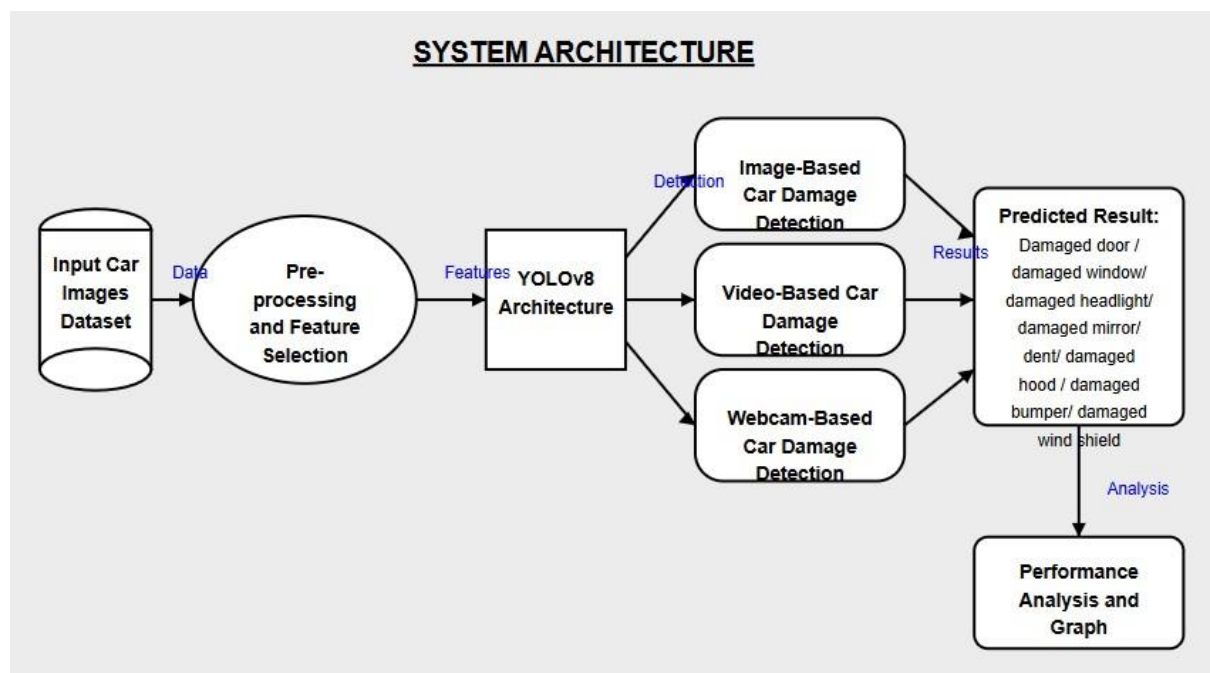 SYSTEM ARCHITECTURE
Input Car
Images
Dataset
Data
Pre-
processing
and Feature
Selection
Features
YOLOv8
Architecture
Detection
Image-Based
Car Damage
Detection
Video-Based Car
Damage
Detection
Webcam-Based
Car Damage
Detection
Results
Predicted Result:
Damaged door /
damaged window/
damaged headlight/
damaged mirror/
dent/ damaged
hood / damaged
bumper/ damaged
wind shield
Analysis
Performance
Analysis and
Graph